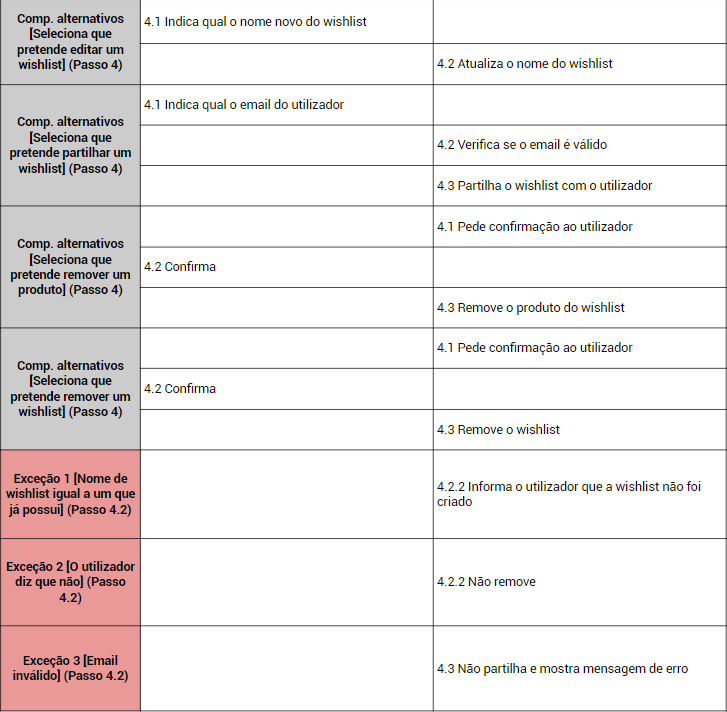 Comp. alternativos
[Seleciona que
pretende editar um
wishlist] (Passo 4)
4.1 Indica qual o nome novo do wishlist
4.2 Atualiza o nome do wishlist
Comp. alternativos
[Seleciona que
pretende partilhar um
wishlist] (Passo 4)
4.1 Indica qual o email do utilizador
4.2 Verifica se o email é válido
4.3 Partilha o wishlist com o utilizador
Comp. alternativos
[Seleciona que
pretende remover um
produto] (Passo 4)
4.1 Pede confirmação ao utilizador
4.2 Confirma
4.3 Remove o produto do wishlist
Comp. alternativos
[Seleciona que
pretende remover um
wishlist] (Passo 4)
4.1 Pede confirmação ao utilizador
4.2 Confirma
4.3 Remove o wishlist
Exceção 1 [Nome de
wishlist igual a um que
já possui] (Passo 4.2)
4.2.2 Informa o utilizador que a wishlist não foi
criado
Exceção 2 [O utilizador
diz que não] (Passo
4.2)
4.2.2 Não remove
Exceção 3 [Email
inválido] (Passo 4.2)
4.3 Não partilha e mostra mensagem de erro